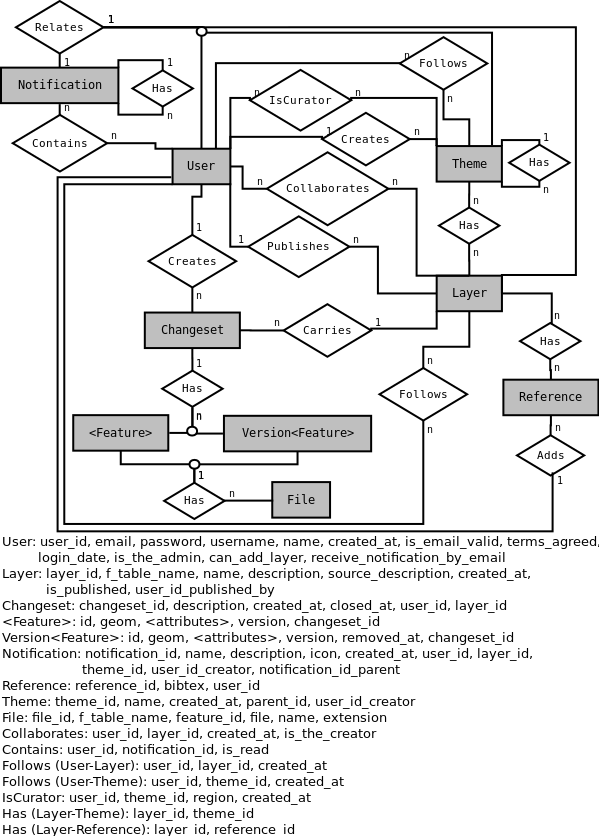 Relates
1
1
Notification
1
Has
n
n
Contains
n
n
Follows
n
n
IsCurator
n
1
Creates
n
User
Theme
1
Has
n
n
Collaborates
n
n
Has
n
1
Publishes
n
1
Creates
n
Layer
Changeset
n
Carries
1
n
Has
n
1
Has
n
n
Follows
n
Reference
<Feature>
Version<Feature>
n
Adds
1
1
Has
n
File
User: user_id, email, password, username, name, created_at, is_email_valid, terms_agreed,
login_date, is_the_admin, can_add_layer, receive_notification_by_email
Layer: layer_id, f_table_name, name, description, source_description, created_at,
is_published, user_id_published_by
Changeset: changeset_id, description, created_at, closed_at, user_id, layer_id
<Feature>: id, geom, <attributes>, version, changeset_id
Version<Feature>: id, geom, <attributes>, version, removed_at, changeset_id
Notification: notification_id, name, description, icon, created_at, user_id, layer_id,
theme_id, user_id_creator, notification_id_parent
Reference: reference_id, bibtex, user_id
Theme: theme_id, name, created_at, parent_id, user_id_creator
File: file_id, f_table_name, feature_id, file, name, extension
Collaborates: user_id, layer_id, created_at, is_the_creator
Contains: user_id, notification_id, is_read
Follows (User-Layer): user_id, layer_id, created_at
Follows (User-Theme): user_id, theme_id, created_at
IsCurator: user_id, theme_id, region, created_at
Has (Layer-Theme): layer_id, theme_id
Has (Layer-Reference): layer_id, reference_id